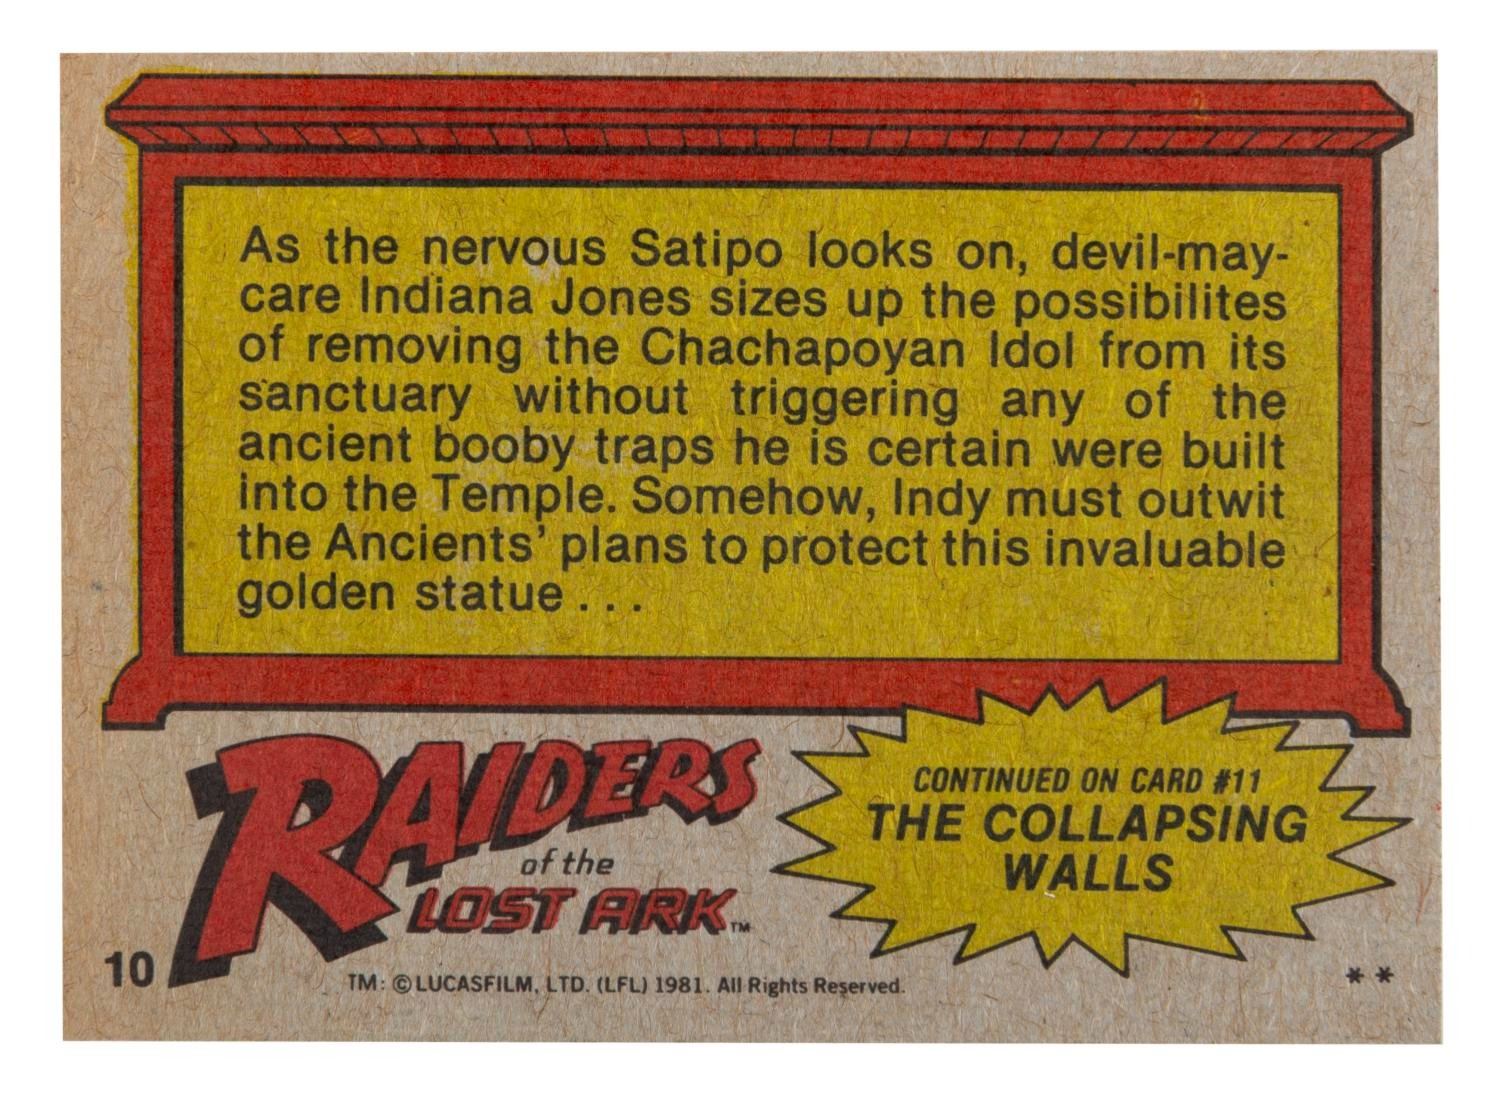 As the nervous Satipo looks on, devil-may-
care Indiana Jones sizes up the possibilites
of removing the Chachapoyan Idol from its
sanctuary without triggering any of the
ancient booby traps he is certain were built
into the Temple. Somehow, Indy must outwit
the Ancients' plans to protect this invaluable
golden statue . . .
RAIDERS
of the
LOST ARK™
CONTINUED ON CARD #11
THE COLLAPSING
WALLS
10
TM: © LUCASFILM, LTD. (LFL) 1981. All Rights Reserved.
* *